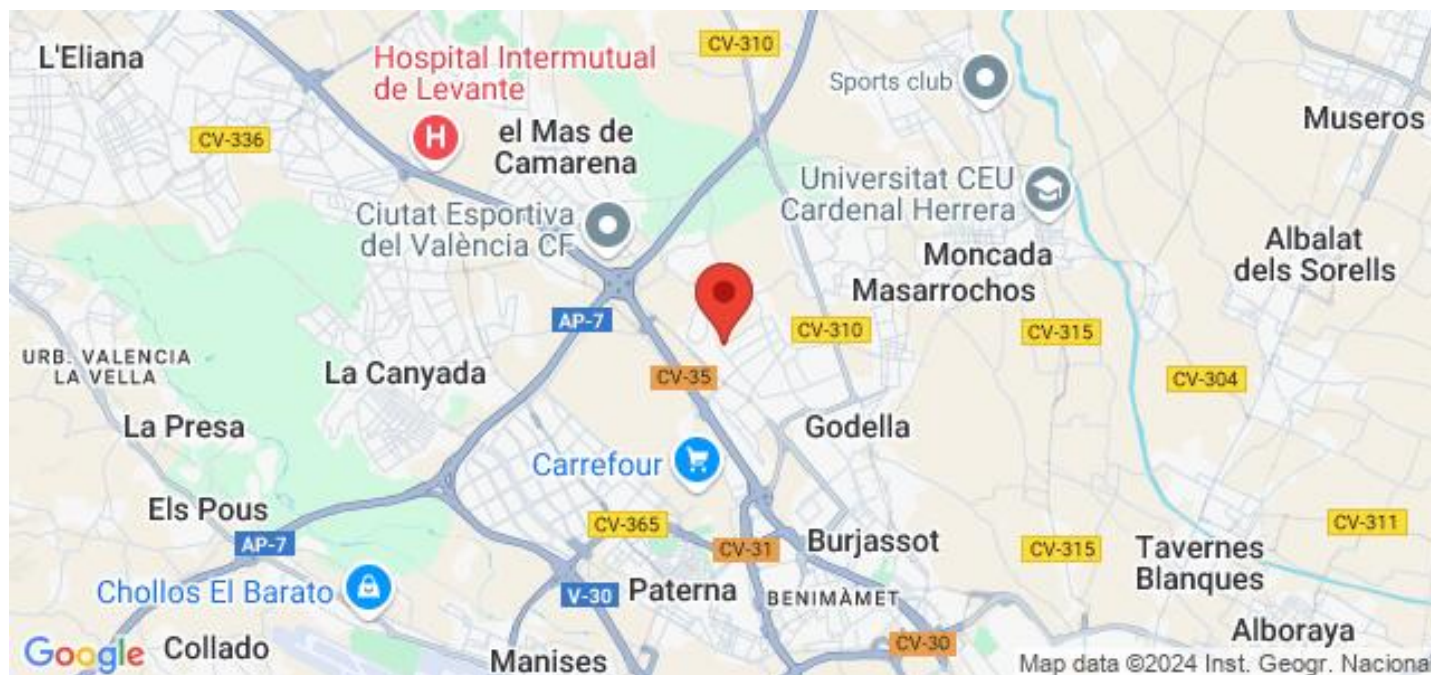 L'Eliana
CV-310
Hospital Intermutual
de Levante
Sports club
Museros
CV-336
el Mas de
Camarena
Universitat CEU
Cardenal Herrera
Ciutat Esportiva
del València CF
Moncada
Albalat
dels Sorells
Masarrochos
AP-7
CV-310
CV-315
URB. VALENCIA
LA VELLA
La Canyada
CV-35
CV-304
La Presa
Godella
Carrefour
Els Pous
CV-365
CV-311
AP-7
CV-31
Burjassot
CV-315
Tavernes
Blanques
Chollos El Barato
V-30
Paterna
BENIMÀMET
Alboraya
Google
Collado
Manises
CV-30
Map data ©2024 Inst. Geogr. Naciona